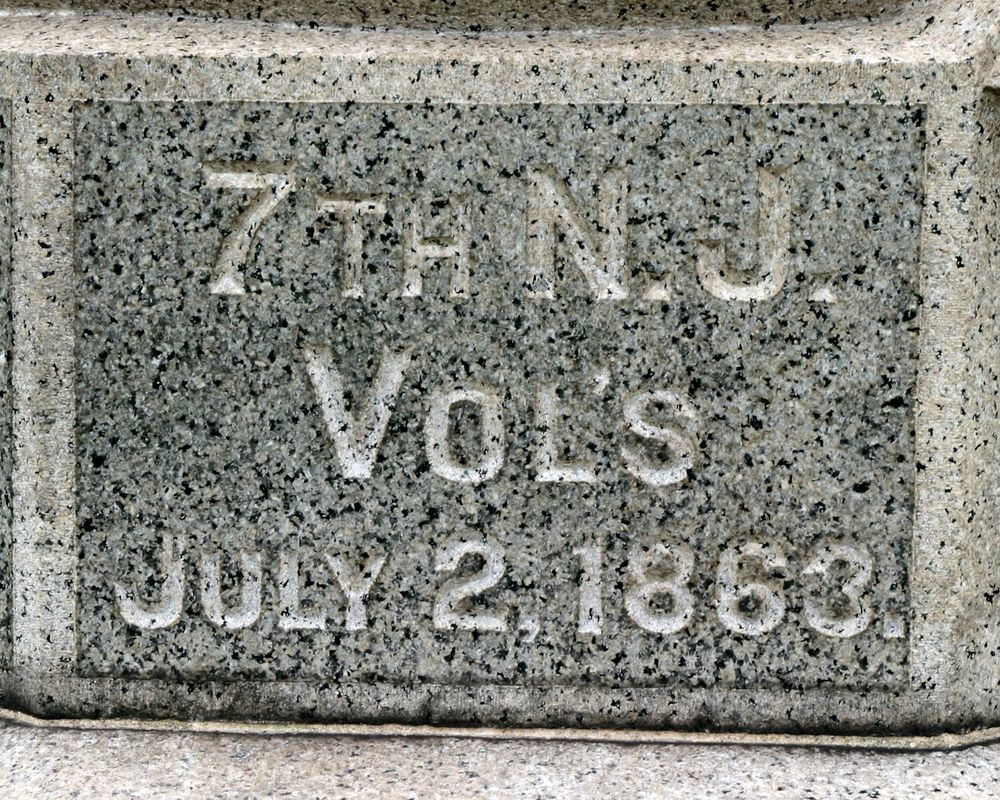 7TH N.J.
VOL'S
JULY 2, 1863.